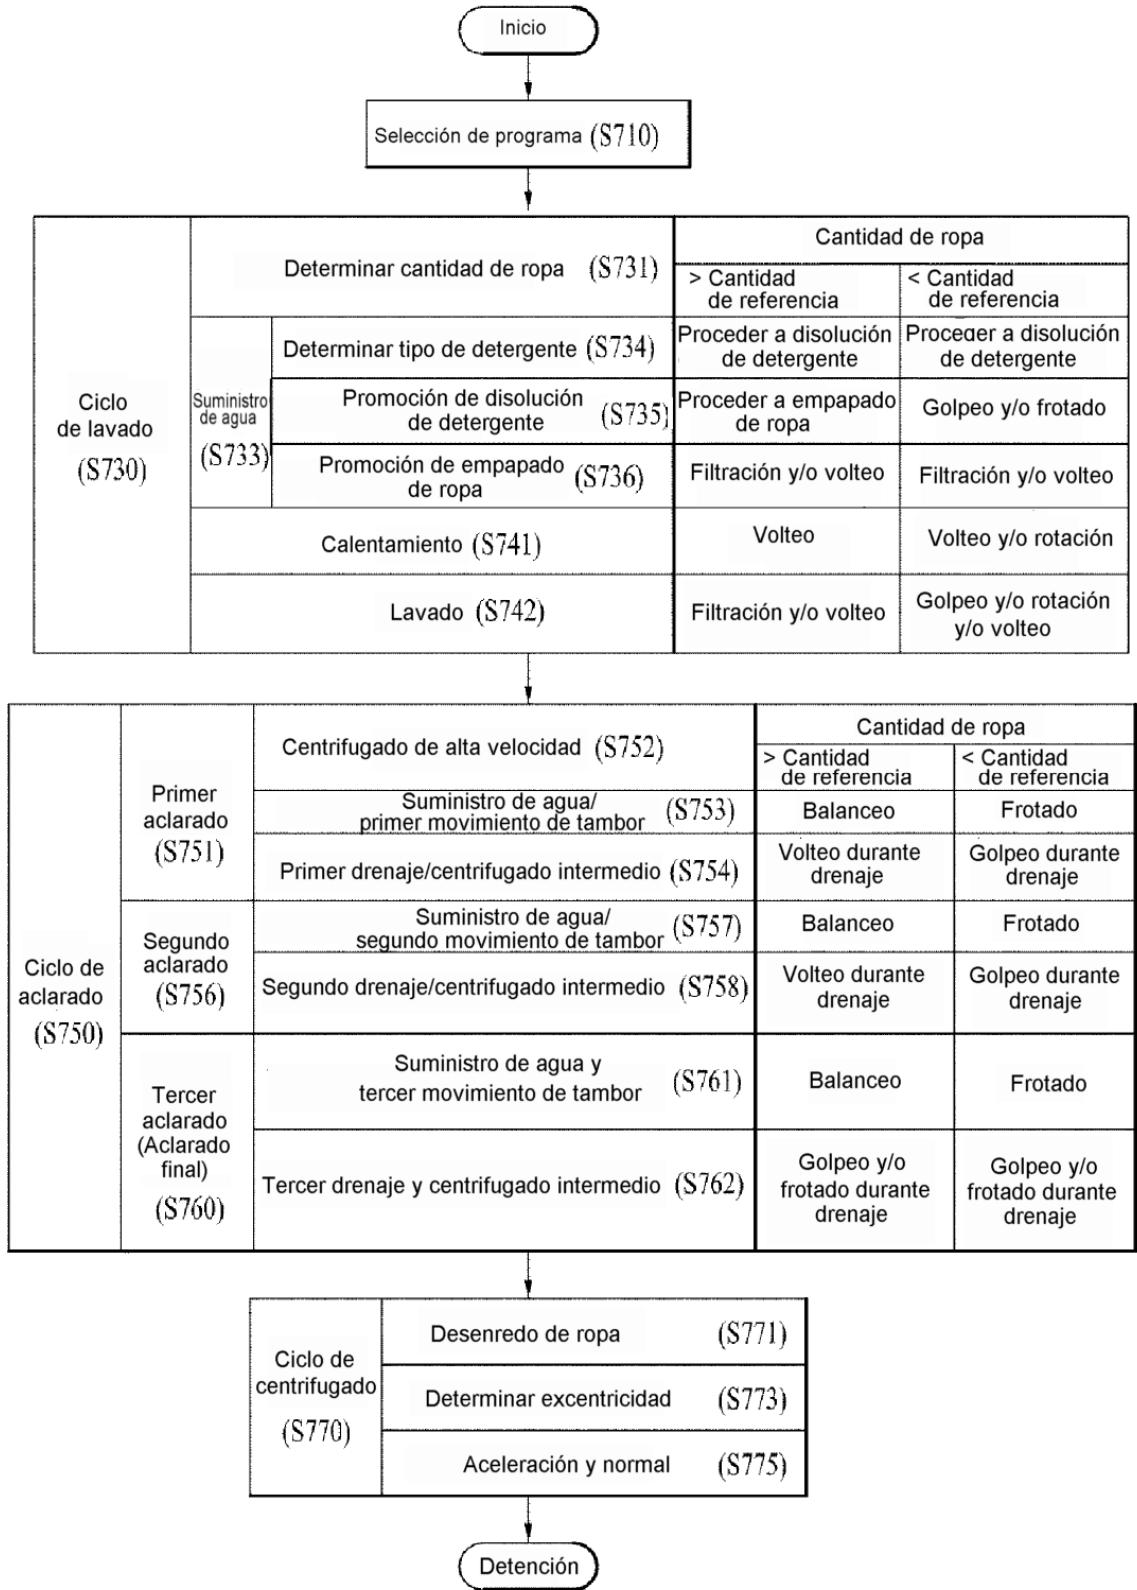 Inicio
Selección de programa (S710)
Ciclo
de lavado
(S730)
Determinar cantidad de ropa (S731)
Cantidad de ropa
> Cantidad
de referencia
< Cantidad
de referencia
Suministro
de agua
(S733)
Determinar tipo de detergente (S734)
Proceder a disolución
de detergente
Proceder a disolución
de detergente
Promoción de disolución
de detergente (S735)
Proceder a empapado
de ropa
Golpeo y/o frotado
Promoción de empapado
de ropa (S736)
Filtración y/o volteo
Filtración y/o volteo
Calentamiento (S741)
Volteo
Volteo y/o rotación
Lavado (S742)
Filtración y/o volteo
Golpeo y/o rotación
y/o volteo
Ciclo de
aclarado
(S750)
Primer
aclarado
(S751)
Centrifugado de alta velocidad (S752)
Cantidad de ropa
> Cantidad
de referencia
< Cantidad
de referencia
Suministro de agua/
primer movimiento de tambor (S753)
Balanceo
Frotado
Primer drenaje/centrifugado intermedio (S754)
Volteo durante
drenaje
Golpeo durante
drenaje
Segundo
aclarado
(S756)
Suministro de agua/
segundo movimiento de tambor (S757)
Balanceo
Frotado
Segundo drenaje/centrifugado intermedio (S758)
Volteo durante
drenaje
Golpeo durante
drenaje
Tercer
aclarado
(Aclarado
final)
(S760)
Suministro de agua y
tercer movimiento de tambor (S761)
Balanceo
Frotado
Tercer drenaje y centrifugado intermedio (S762)
Golpeo y/o
frotado durante
drenaje
Golpeo y/o
frotado durante
drenaje
Ciclo de
centrifugado
(S770)
Desenredo de ropa (S771)
Determinar excentricidad (S773)
Aceleración y normal (S775)
Detención